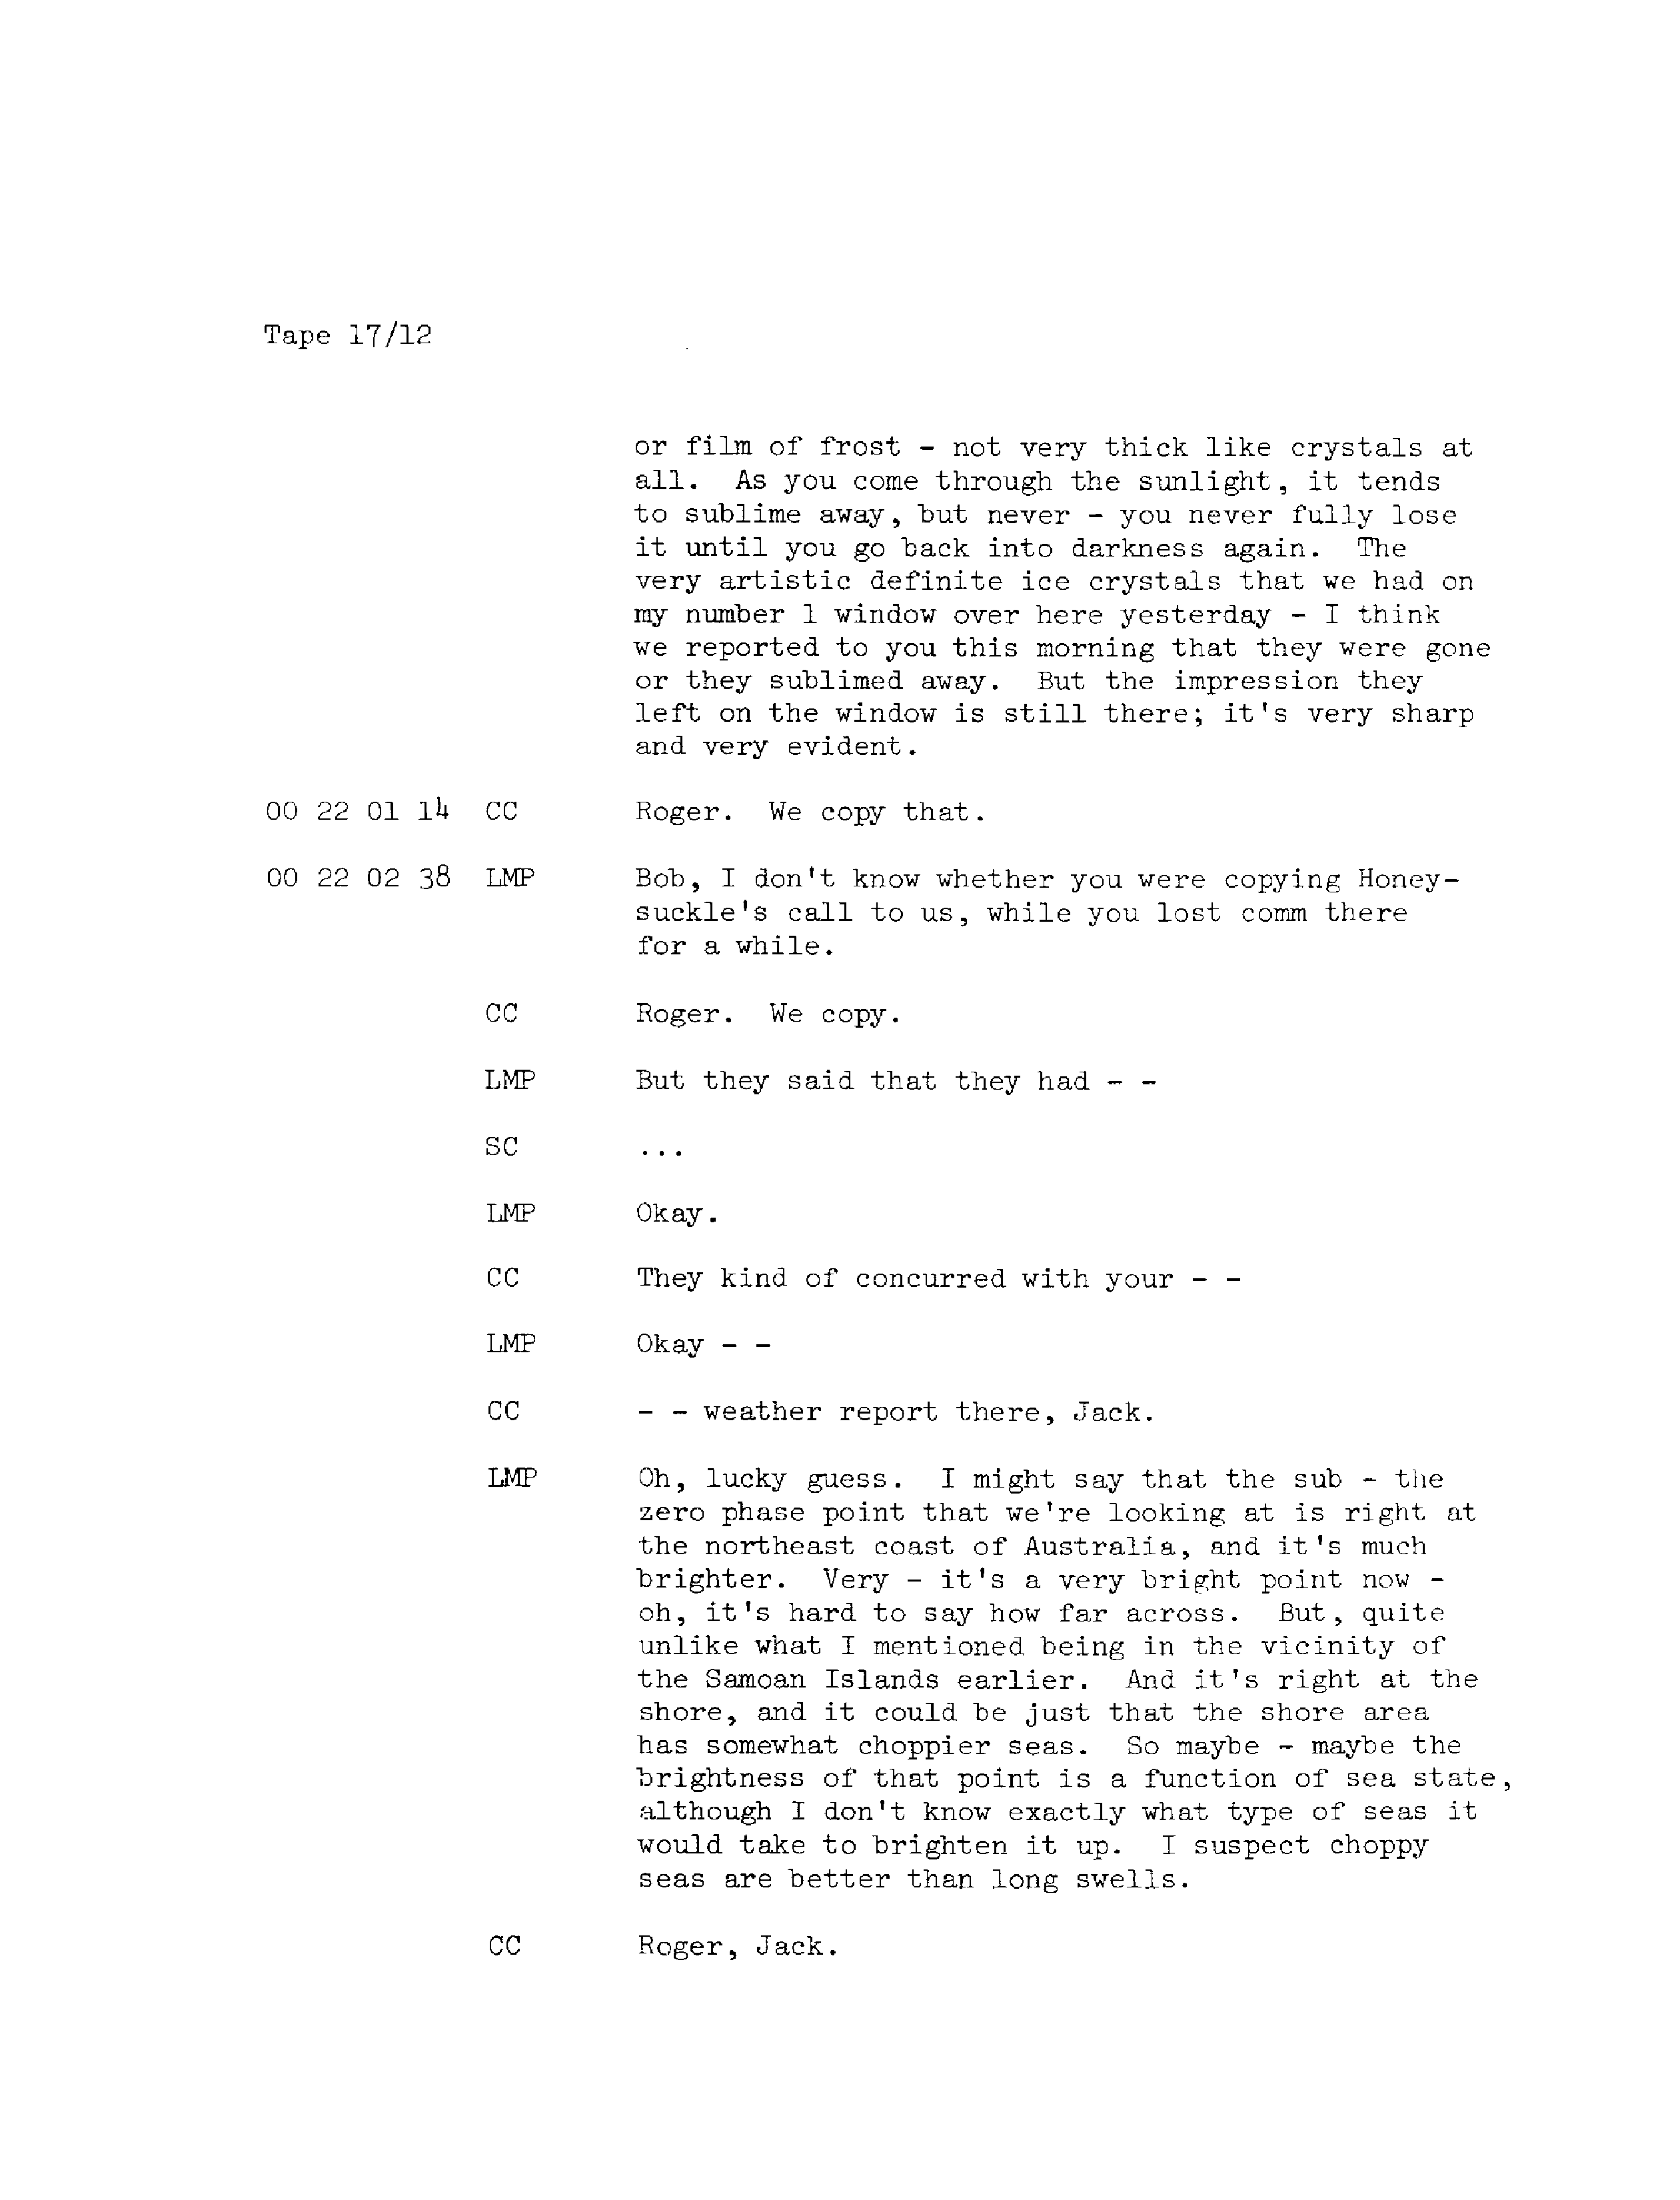 Tape 17/12
or film of frost - not very thick like crystals at
all. As you come through the sunlight, it tends
to sublime away, but never - you never fully lose
it until you go back into darkness again. The
very artistic definite ice crystals that we had on
my number 1 window over here yesterday - I think
we reported to you this morning that they were gone
or they sublimed away. But the impression they
left on the window is still there; it's very sharp
and very evident.
00 22 01 14 CC Roger. We copy that.
00 22 02 38 LMP Bob, I don't know whether you were copying Honey-
suckle's call to us, while you lost comm there
for a while.
CC Roger. We copy.
LMP But they said that they had - -
SC ...
LMP Okay.
CC They kind of concurred with your - -
LMP Okay - -
CC - - weather report there, Jack.
LMP Oh, lucky guess. I might say that the sub - the
zero phase point that we're looking at is right at
the northeast coast of Australia, and it's much
brighter. Very - it's a very bright point now -
oh, it's hard to say how far across. But, quite
unlike what I mentioned being in the vicinity of
the Samoan Islands earlier. And it's right at the
shore, and it could be just that the shore area
has somewhat choppier seas. So maybe - maybe the
brightness of that point is a function of sea state,
although I don't know exactly what type of seas it
would take to brighten it up. I suspect choppy
seas are better than long swells.
CC Roger, Jack.